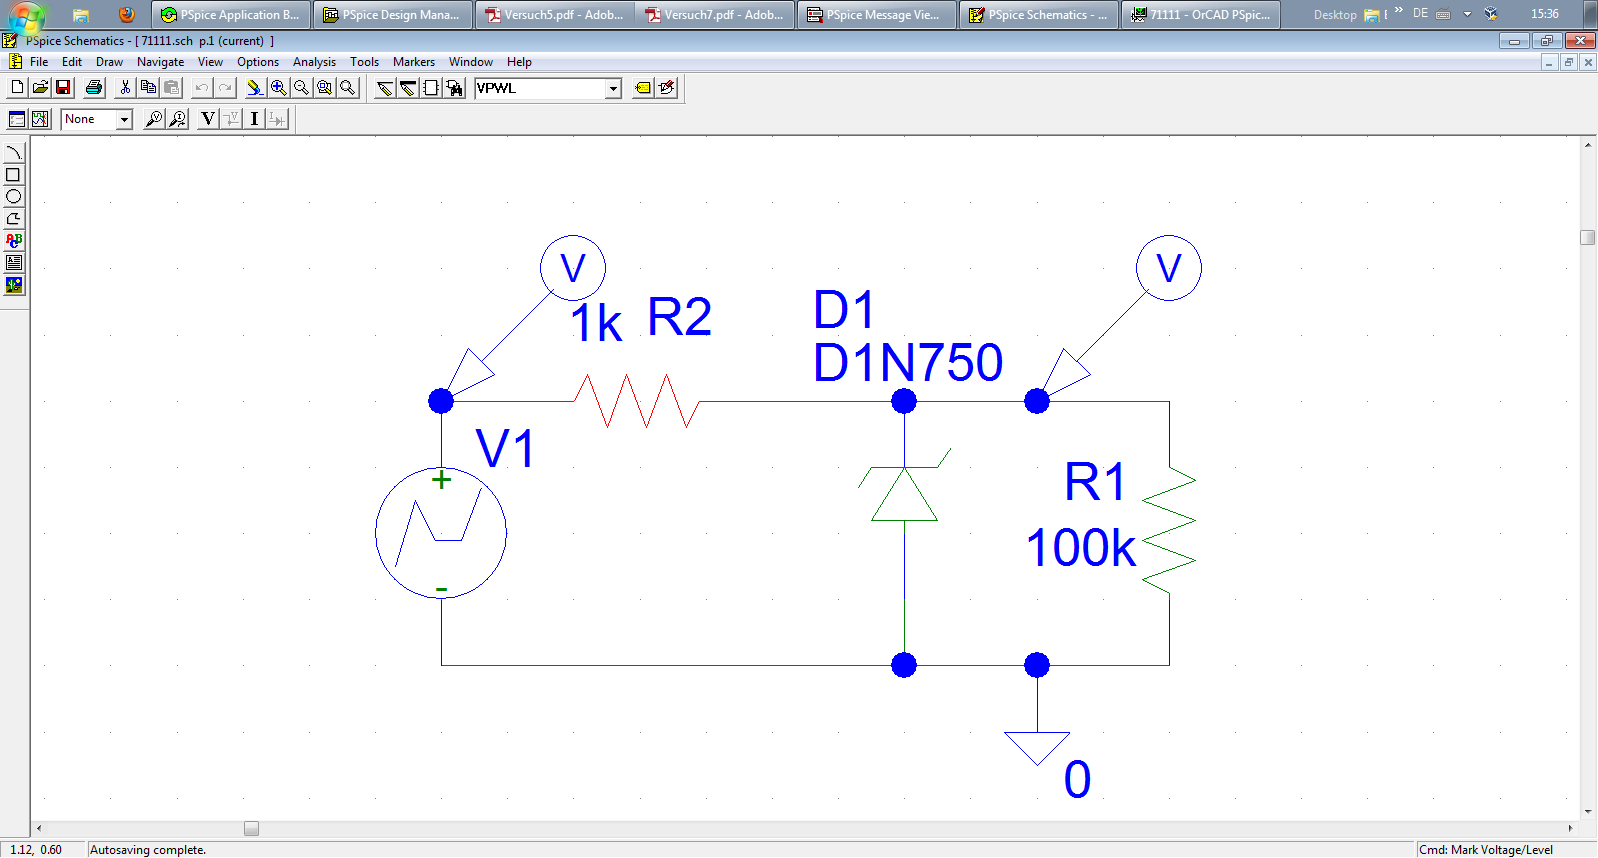 PSpice Application B...
PSpice Design Mana...
Versuch5.pdf - Adob...
Versuch7.pdf - Adob...
PSpice Message Vie...
PSpice Schematics - ...
71111 - OrCAD PSpic...
Desktop
DE
15:36
PSpice Schematics - [ 71111.sch p.1 (current) ]
File Edit Draw Navigate View Options Analysis Tools Markers Window Help
VPWL
None
V I
V
V
1k R2
D1
D1N750
V1
+
-
R1
100k
0
1.12, 0.60
Autosaving complete.
Cmd: Mark Voltage/Level